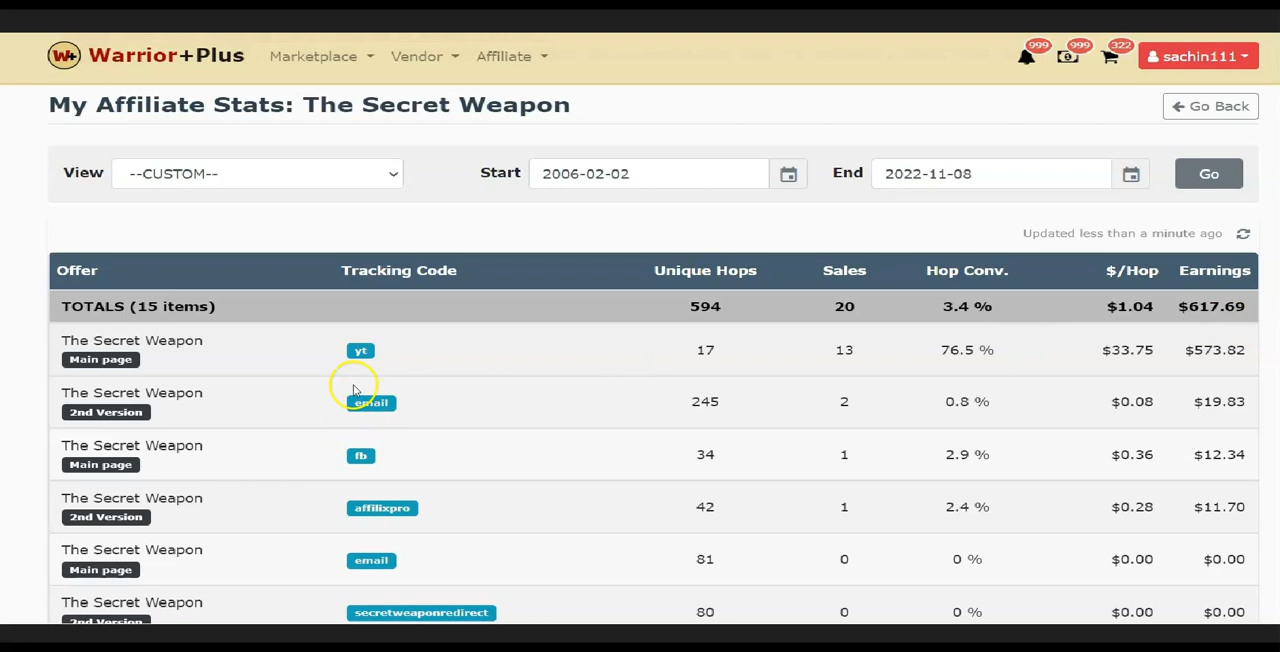 W+ Warrior+Plus Marketplace Vendor Affiliate 999 999 322 sachin111
My Affiliate Stats: The Secret Weapon Go Back
View --CUSTOM-- Start 2006-02-02 End 2022-11-08 Go
Updated less than a minute ago
Offer Tracking Code Unique Hops Sales Hop Conv. $/Hop Earnings
TOTALS (15 items) 594 20 3.4 % $1.04 $617.69
The Secret Weapon
Main page yt 17 13 76.5 % $33.75 $573.82
The Secret Weapon
2nd Version email 245 2 0.8 % $0.08 $19.83
The Secret Weapon
Main page fb 34 1 2.9 % $0.36 $12.34
The Secret Weapon
2nd Version affilixpro 42 1 2.4 % $0.28 $11.70
The Secret Weapon
Main page email 81 0 0 % $0.00 $0.00
The Secret Weapon
2nd Version secretweaponredirect 80 0 0 % $0.00 $0.00